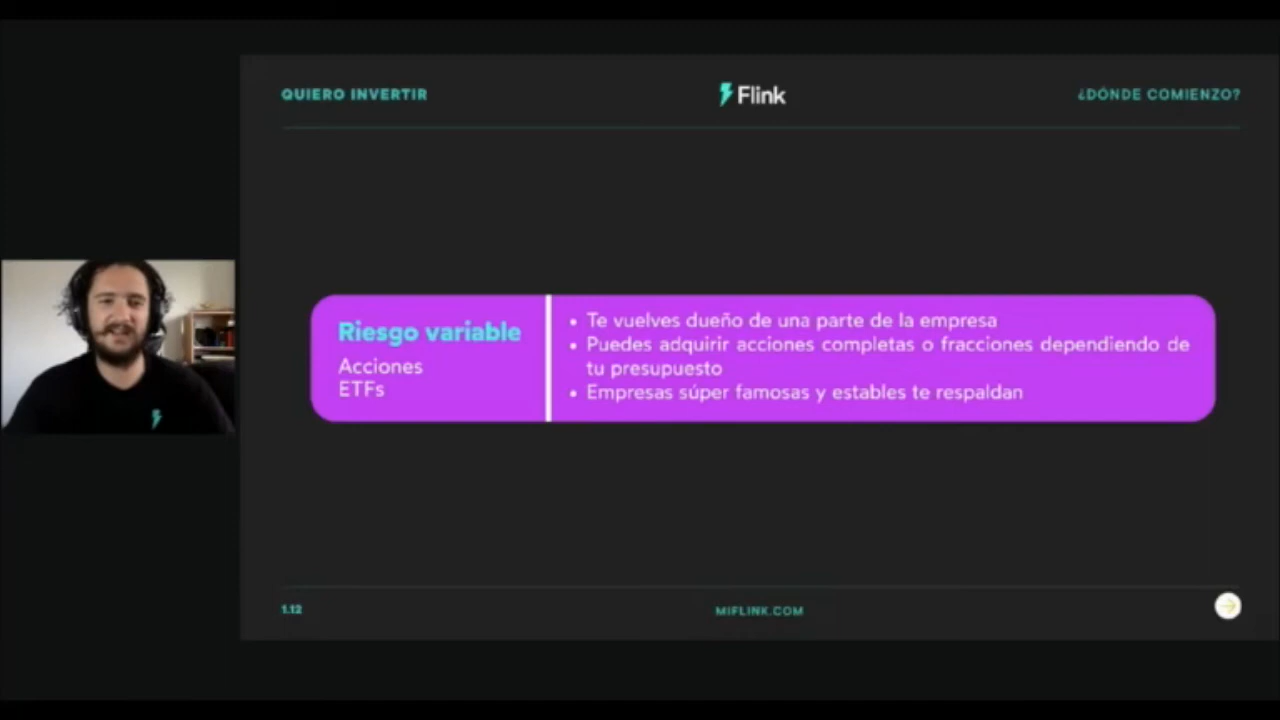 QUIERO INVERTIR
Flink
¿DÓNDE COMIENZO?
Riesgo variable
Acciones
ETFs
• Te vuelves dueño de una parte de la empresa
• Puedes adquirir acciones completas o fracciones dependiendo de
tu presupuesto
• Empresas súper famosas y estables te respaldan
1.12
MIFLINK.COM